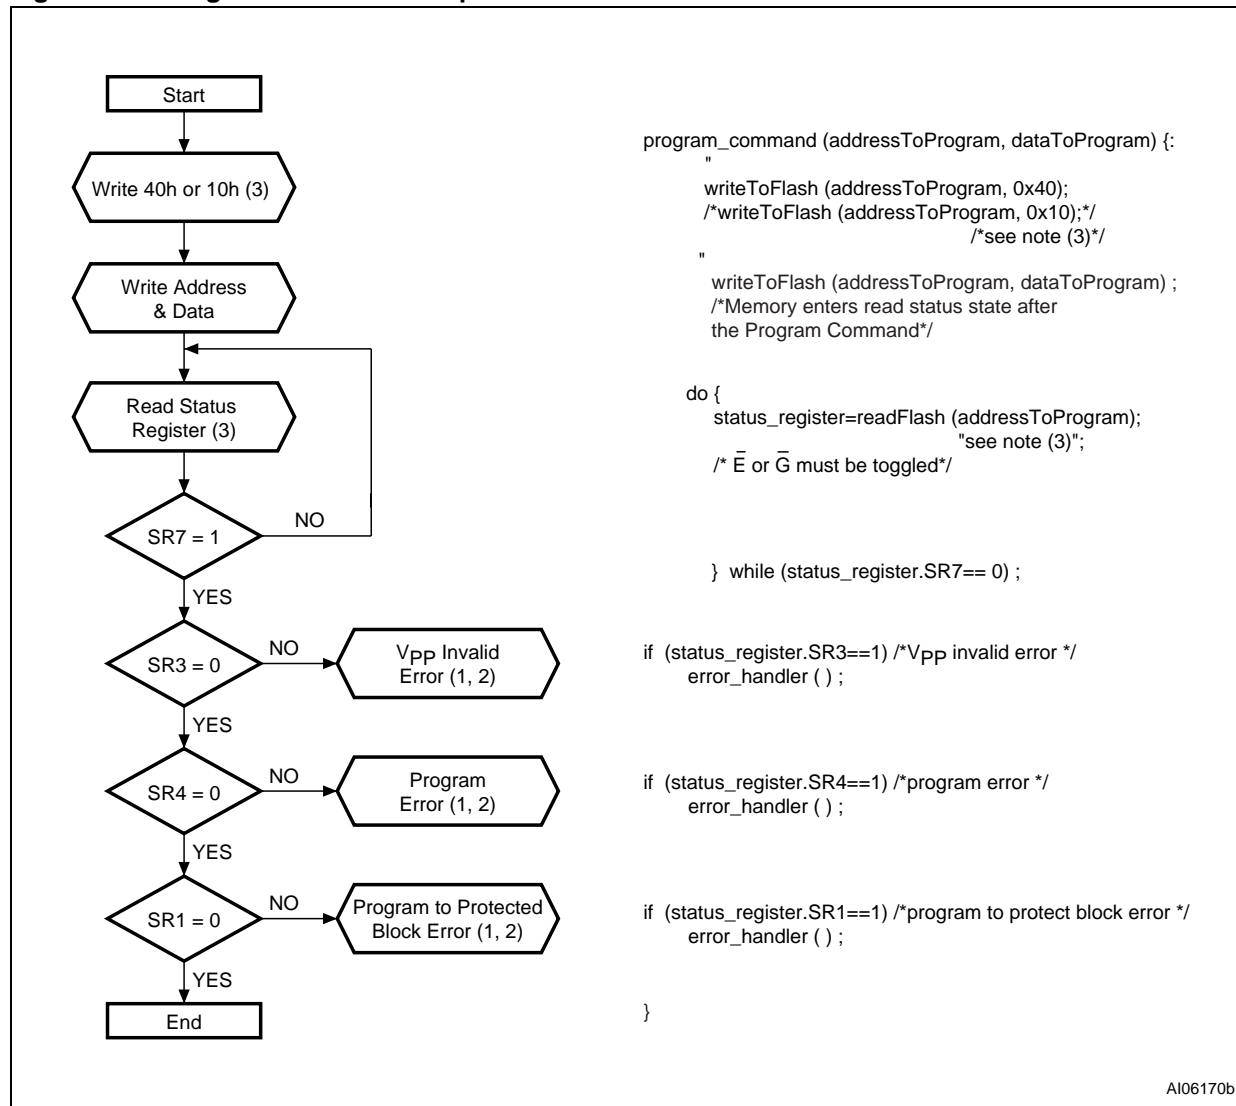 Start
Write 40h or 10h (3)
Write Address
& Data
Read Status
Register (3)
SR7 = 1
NO
YES
SR3 = 0
NO
VPP Invalid
Error (1, 2)
YES
SR4 = 0
NO
Program
Error (1, 2)
YES
SR1 = 0
NO
Program to Protected
Block Error (1, 2)
YES
End
program_command (addressToProgram, dataToProgram) {:
"
writeToFlash (addressToProgram, 0x40);
/*writeToFlash (addressToProgram, 0x10);*/
/*see note (3)*/
"
writeToFlash (addressToProgram, dataToProgram) ;
/*Memory enters read status state after
the Program Command*/
do {
status_register=readFlash (addressToProgram);
"see note (3)";
/* E̅ or G̅ must be toggled*/
} while (status_register.SR7== 0) ;
if (status_register.SR3==1) /*VPP invalid error */
error_handler ( ) ;
if (status_register.SR4==1) /*program error */
error_handler ( ) ;
if (status_register.SR1==1) /*program to protect block error */
error_handler ( ) ;
}
AI06170b